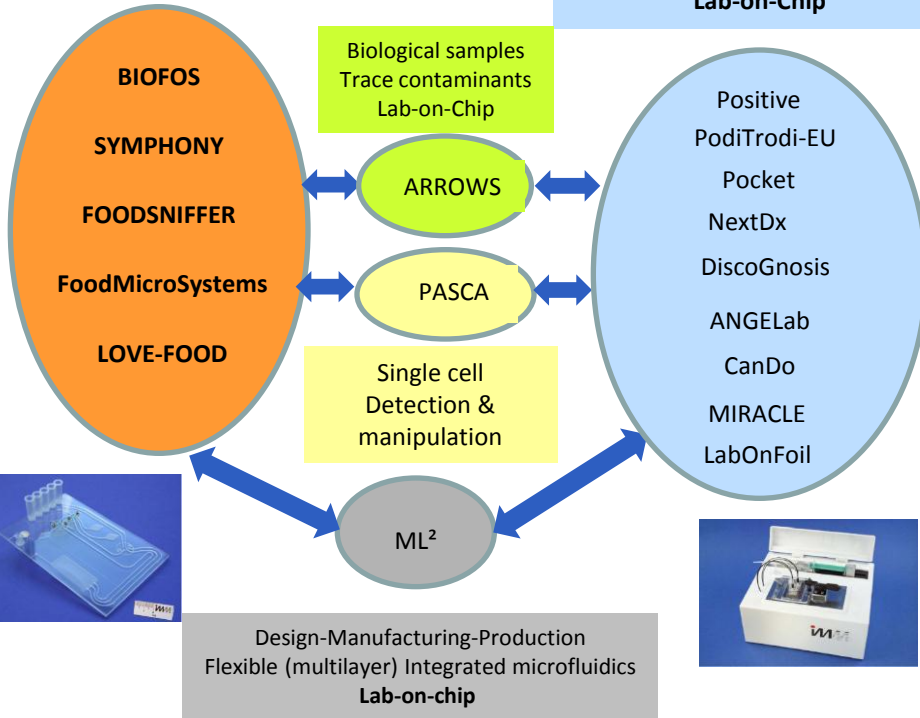 Lab-on-Chip
Biological samples
Trace contaminants
Lab-on-Chip
BIOFOS
SYMPHONY
FOODSNIFFER
FoodMicroSystems
LOVE-FOOD
ARROWS
PASCA
Single cell
Detection &
manipulation
ML²
Positive
PodiTrodi-EU
Pocket
NextDx
DiscoGnosis
ANGELab
CanDo
MIRACLE
LabOnFoil
imm
imm
Design-Manufacturing-Production
Flexible (multilayer) Integrated microfluidics
Lab-on-chip